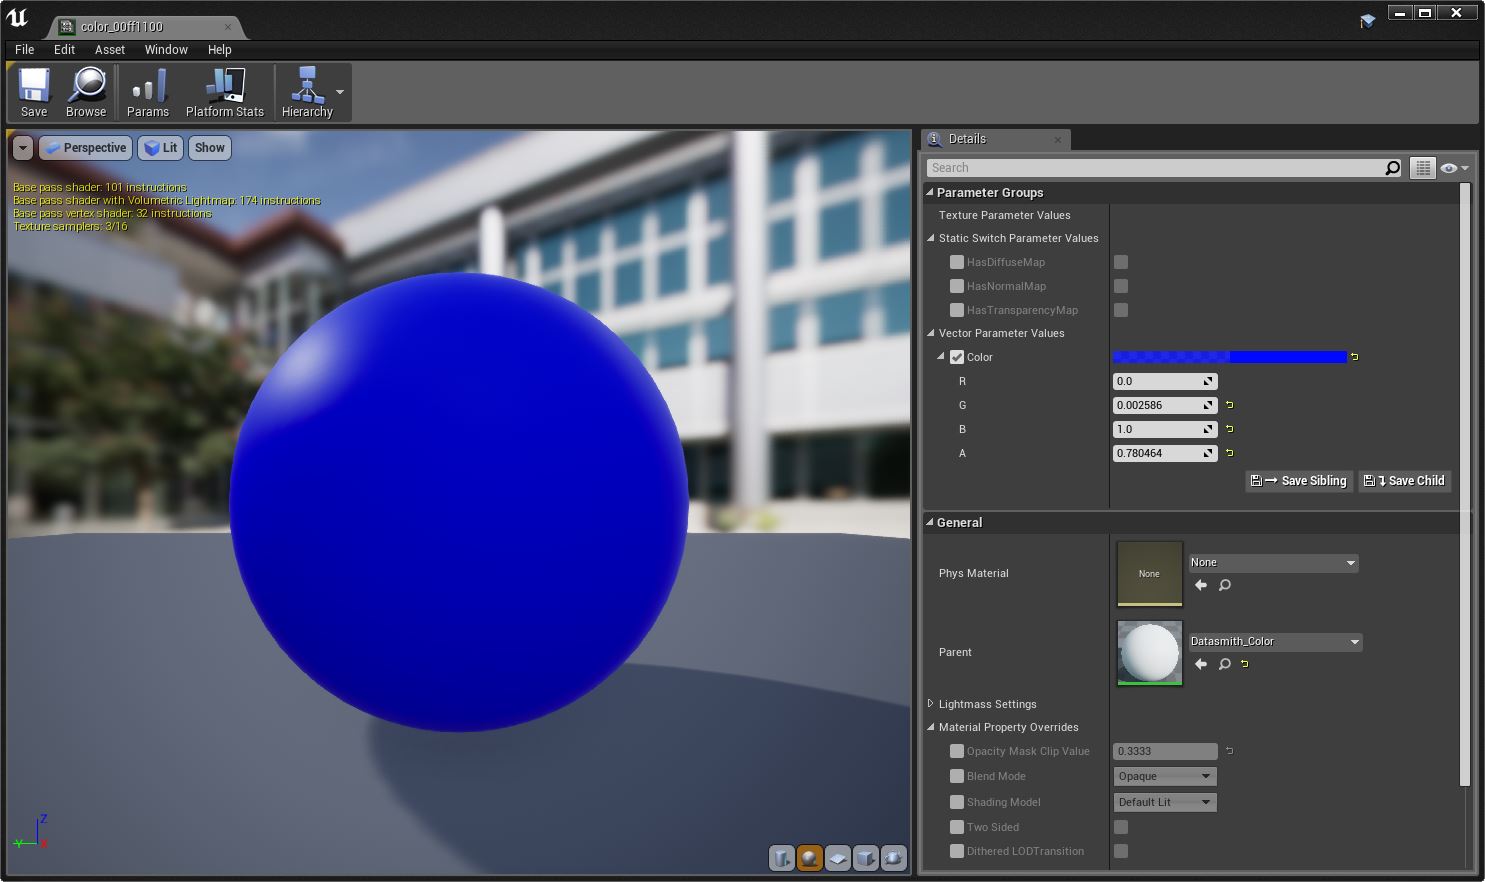 color_00ff1100
File Edit Asset Window Help
Save Browse Params Platform Stats Hierarchy
Perspective Lit Show
Base pass shader: 101 instructions
Base pass shader with Volumetric Lightmap: 174 instructions
Base pass vertex shader: 32 instructions
Texture samplers: 3/16
Z
Y X
Details
Search
Parameter Groups
Texture Parameter Values
Static Switch Parameter Values
HasDiffuseMap
HasNormalMap
HasTransparencyMap
Vector Parameter Values
Color
R 0.0
G 0.002586
B 1.0
A 0.780464
Save Sibling Save Child
General
Phys Material None None
Parent Datasmith_Color
Lightmass Settings
Material Property Overrides
Opacity Mask Clip Value 0.3333
Blend Mode Opaque
Shading Model Default Lit
Two Sided
Dithered LODTransition